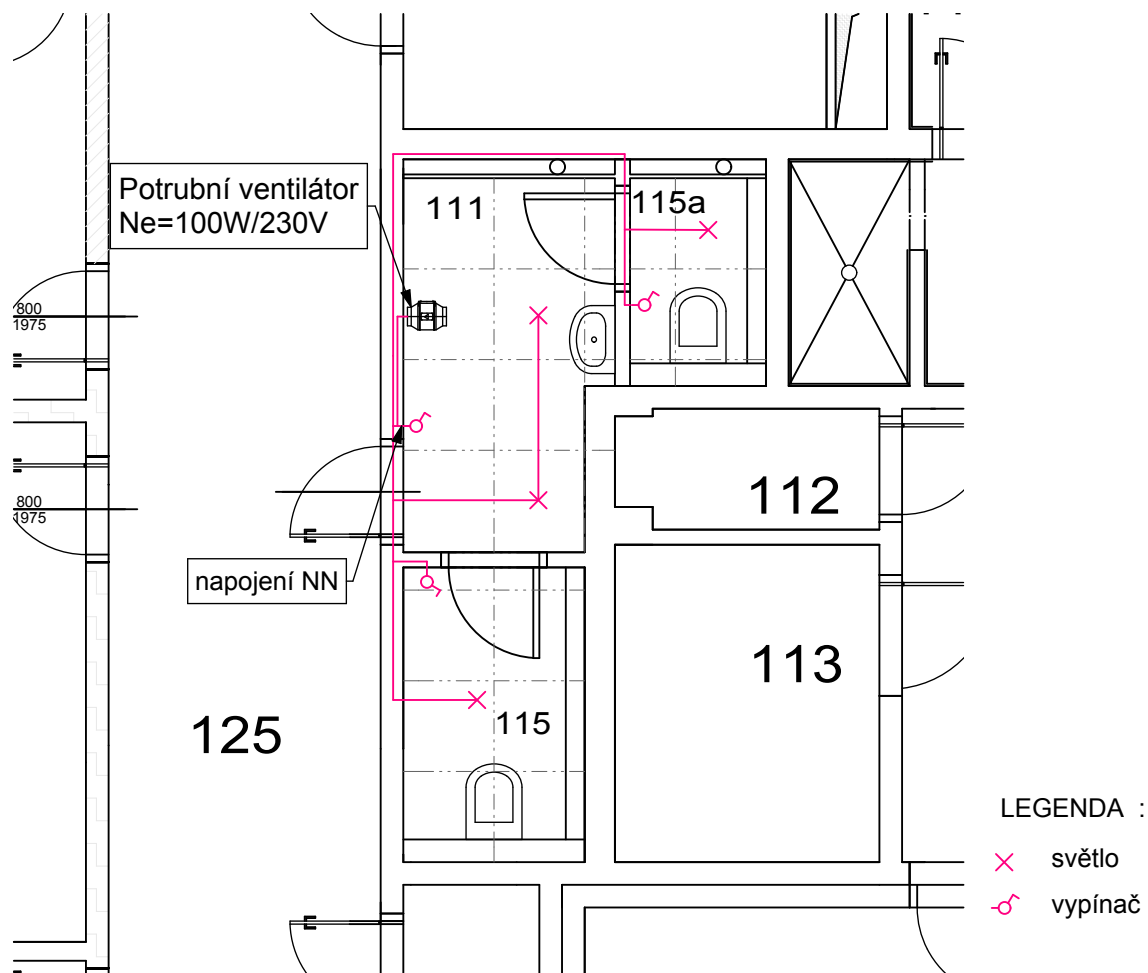 Potrubní ventilátor
Ne=100W/230V
111
115a
800
1975
112
800
1975
napojení NN
113
125
115
LEGENDA :
světlo
vypínač